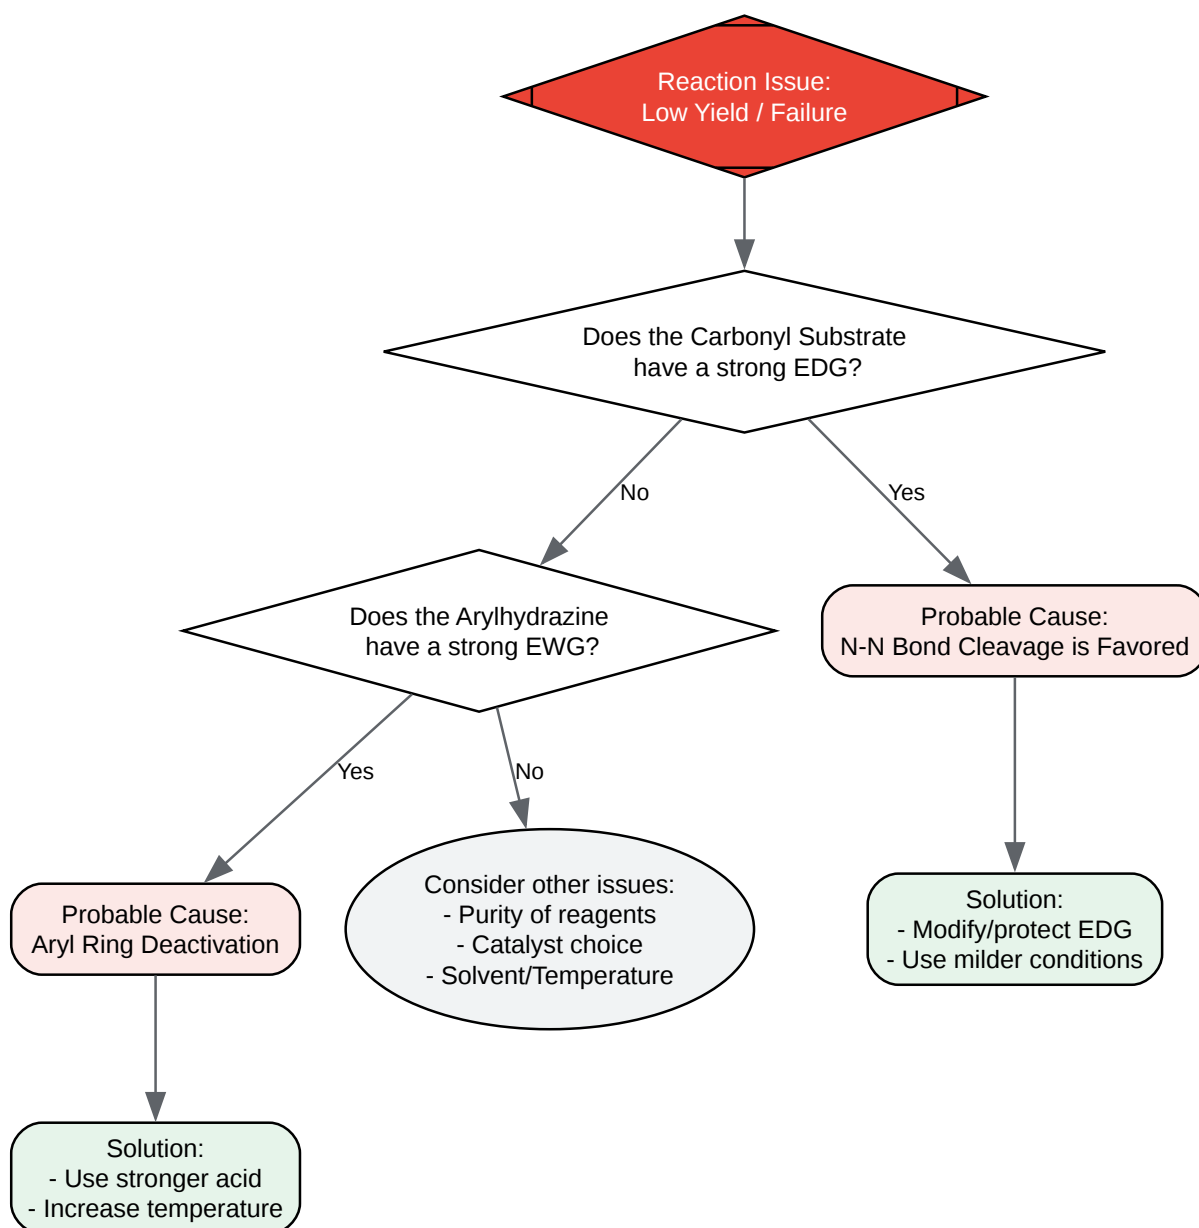 Reaction Issue:
Low Yield / Failure
Does the Carbonyl Substrate
have a strong EDG?
No
Yes
Does the Arylhydrazine
have a strong EWG?
Probable Cause:
N-N Bond Cleavage is Favored
Yes
No
Probable Cause:
Aryl Ring Deactivation
Consider other issues:
- Purity of reagents
- Catalyst choice
- Solvent/Temperature
Solution:
- Modify/protect EDG
- Use milder conditions
Solution:
- Use stronger acid
- Increase temperature